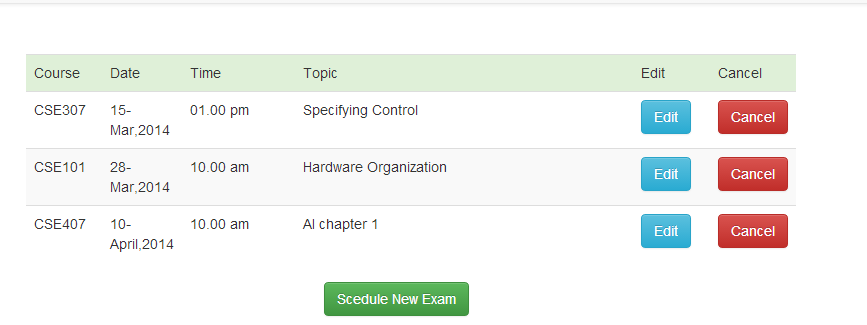 Course Date Time Topic Edit Cancel
CSE307 15- 01.00 pm Specifying Control Edit Cancel
Mar,2014
CSE101 28- 10.00 am Hardware Organization Edit Cancel
Mar,2014
CSE407 10- 10.00 am AI chapter 1 Edit Cancel
April,2014
Scedule New Exam